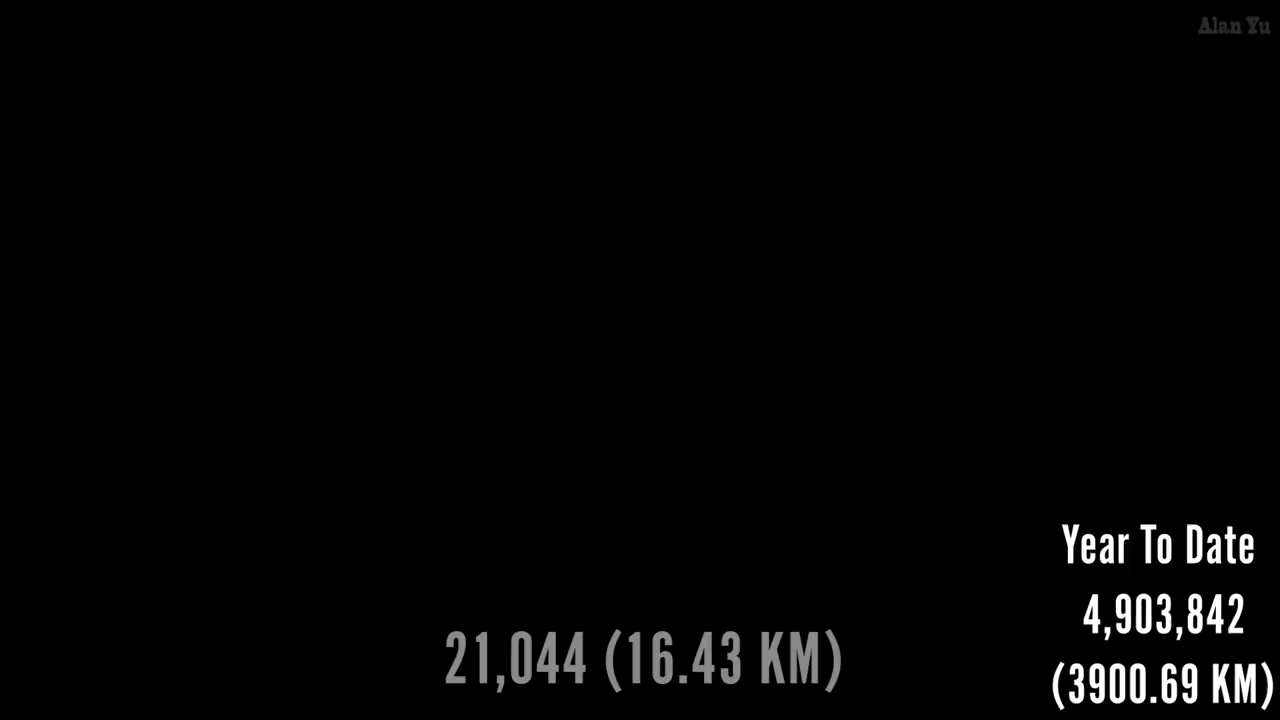 Alan Yu
Year To Date
4,903,842
(3900.69 KM)
21,044 (16.43 KM)